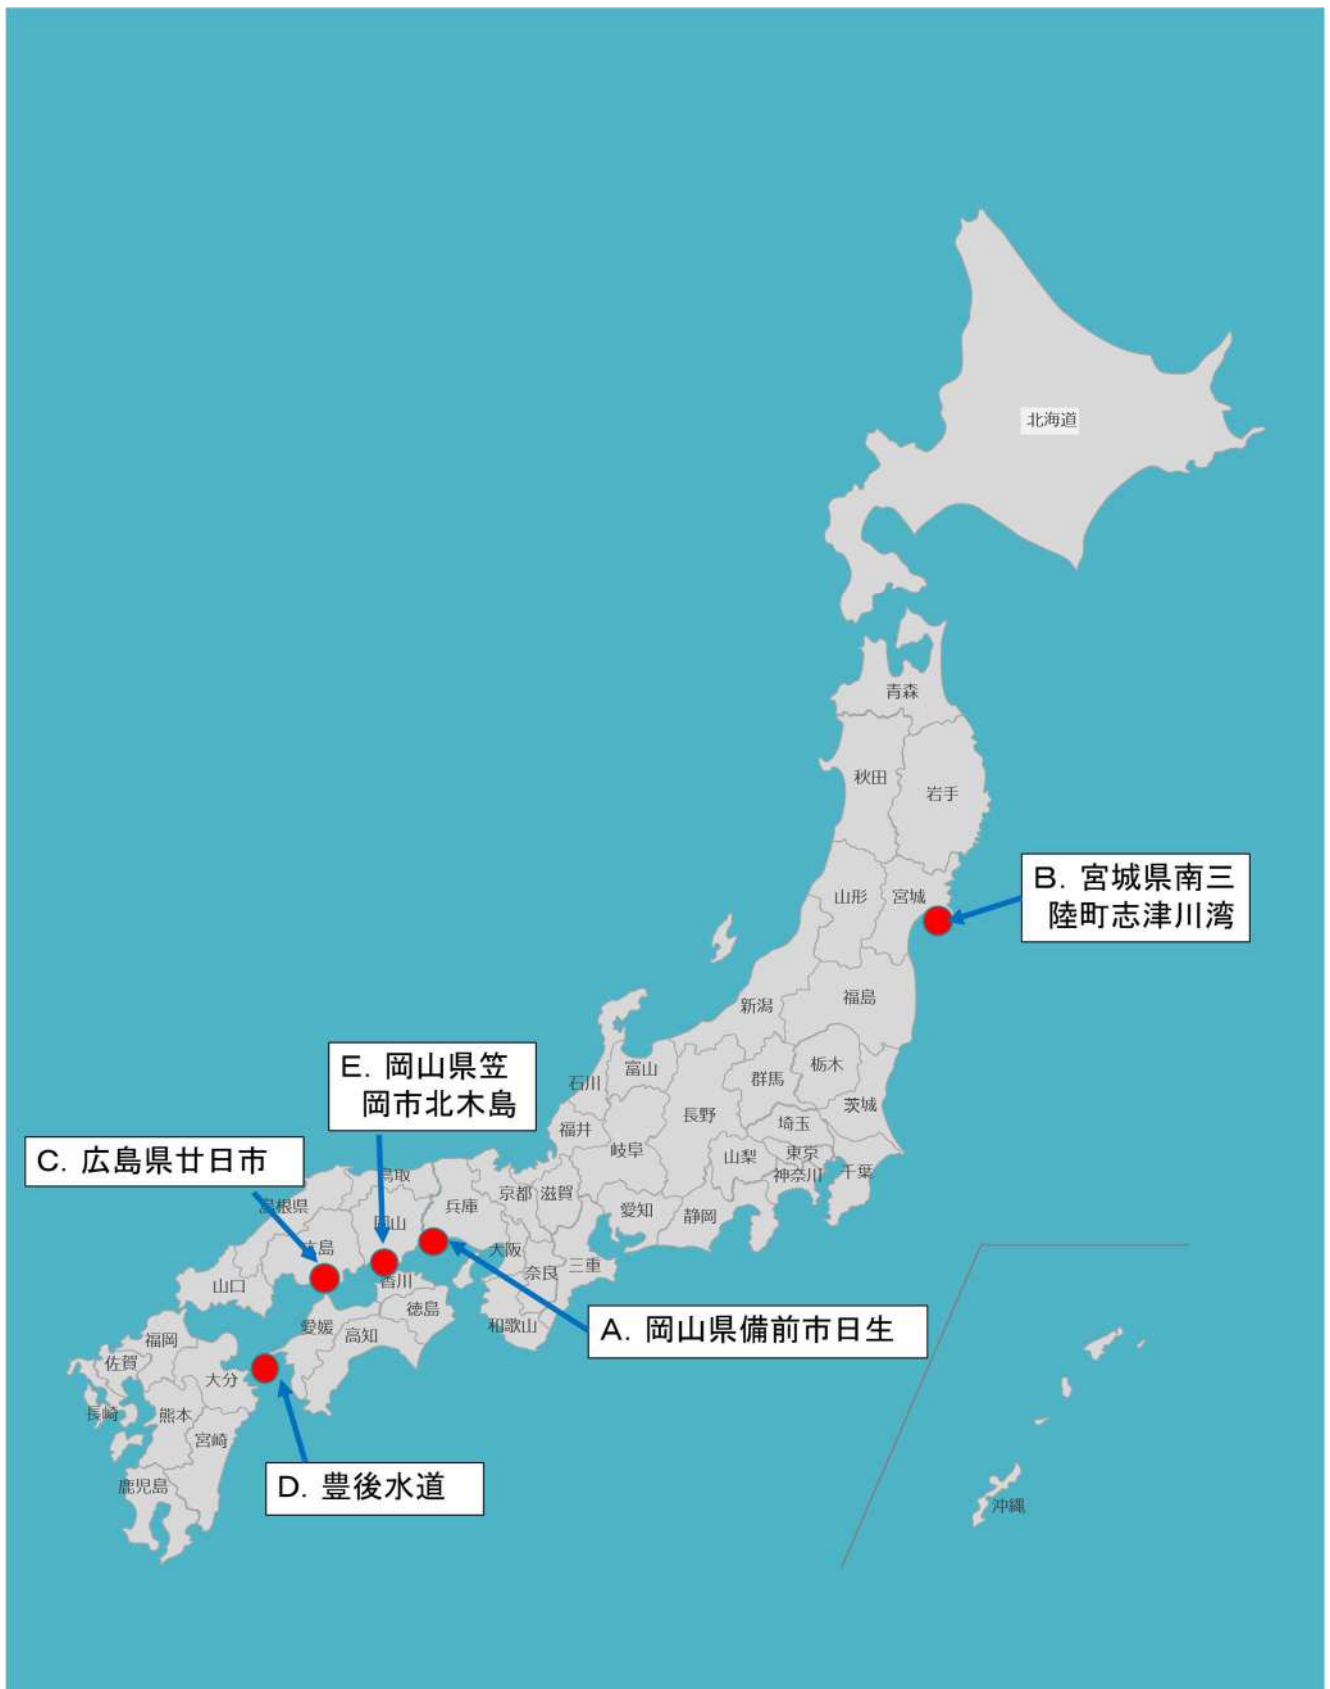 北海道
青森
秋田
岩手
B. 宮城県南三
陸町志津川湾
山形
宮城
新潟
福島
E. 岡山県笠
岡市北木島
石川
富山
群馬
栃木
長野
茨城
埼玉
福井
C. 広島県廿日市
岐阜
山梨
東京
神奈川
千葉
鳥取
島根県
兵庫
京都
滋賀
愛知
静岡
岡山
広島
大阪
奈良
三重
山口
香川
徳島
和歌山
A. 岡山県備前市日生
愛媛
高知
福岡
佐賀
大分
長崎
熊本
宮崎
D. 豊後水道
鹿児島
沖縄